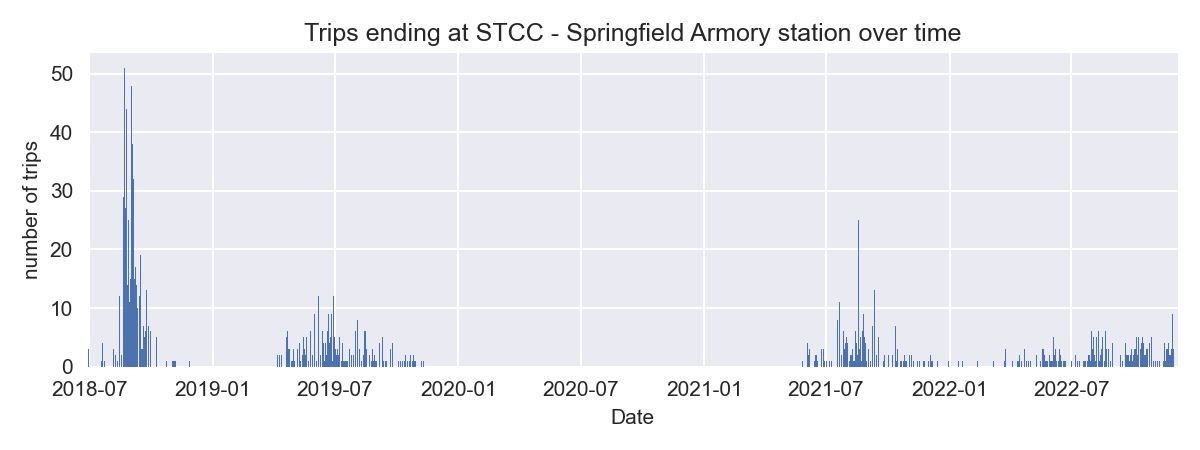 Trips ending at STCC - Springfield Armory station over time
number of trips
50
40
30
20
10
0
2018-07 2019-01 2019-07 2020-01 2020-07 2021-01 2021-07 2022-01 2022-07
Date